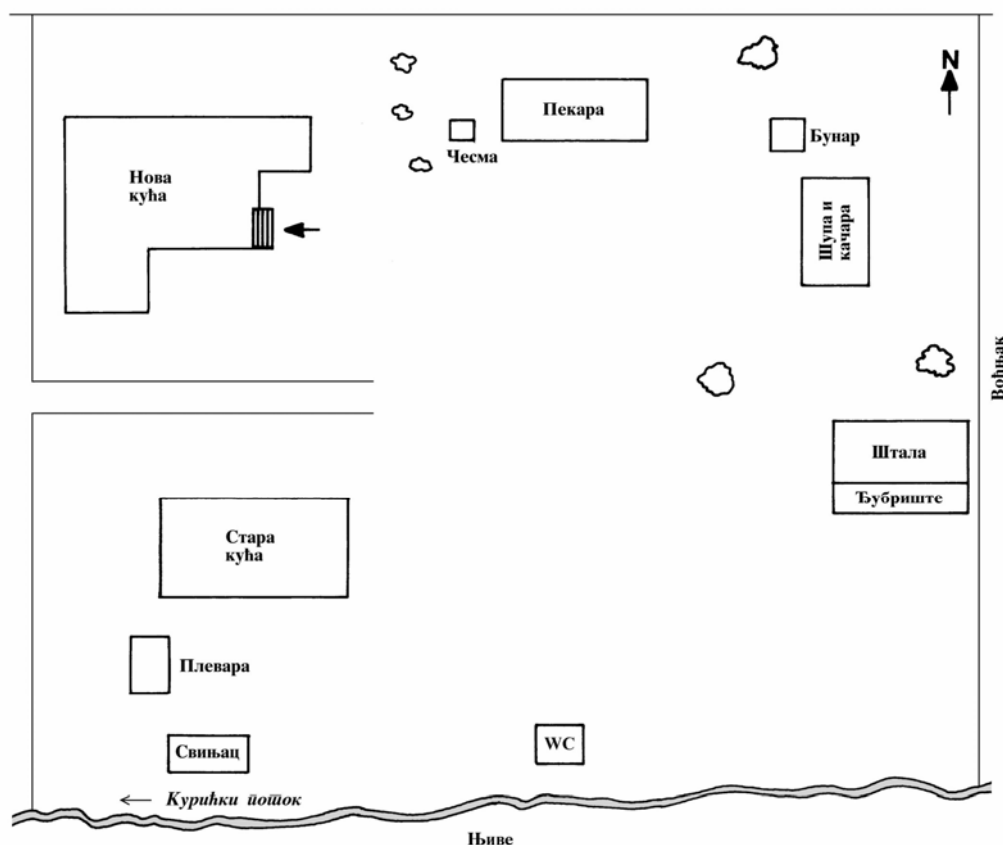 N
Пекара
Чесма
Бунар
Нова
кућа
Шупа и
качара
Воћњак
Штала
Ђубриште
Стара
кућа
Плевара
Свињац
WC
← Курићки поток
Њиве